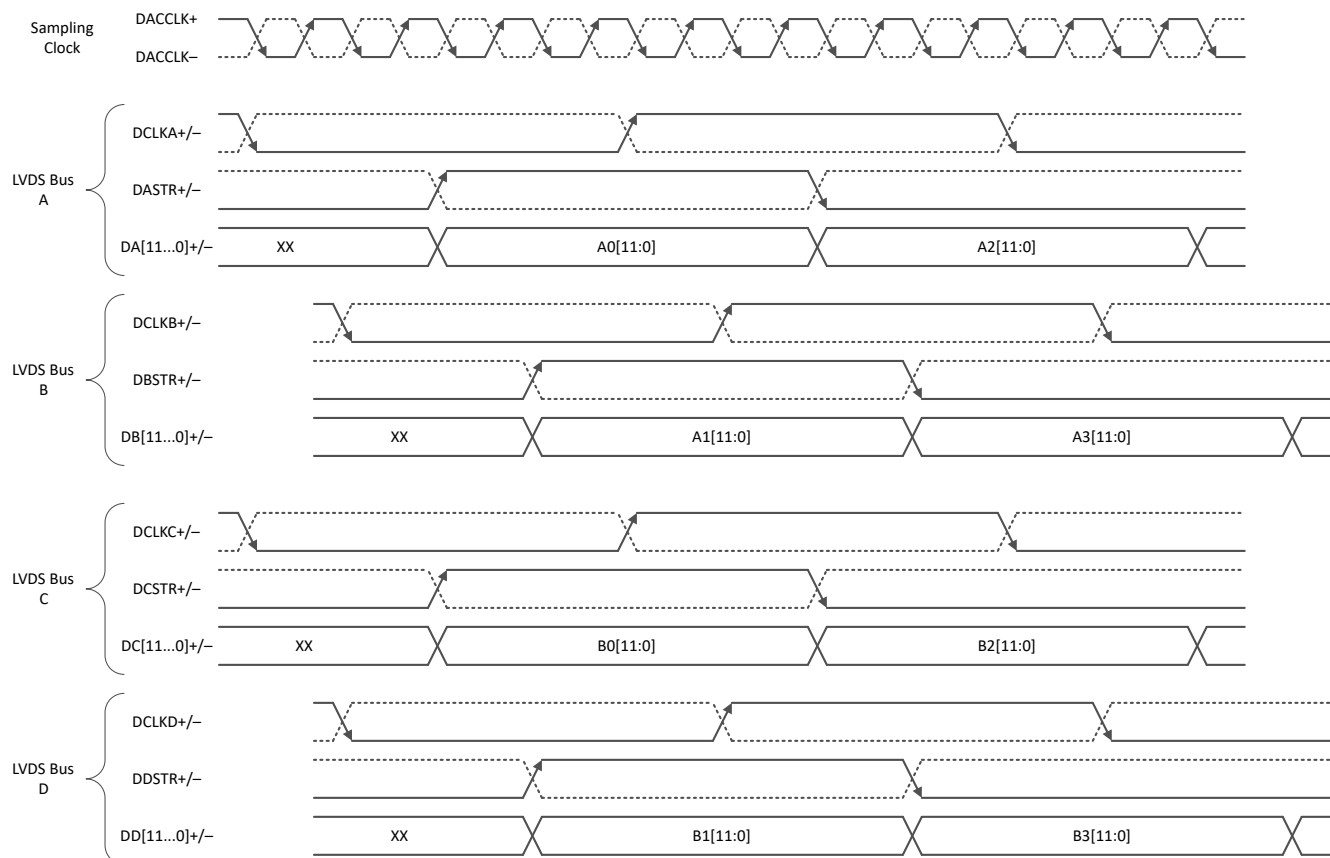 Sampling
Clock
DACCLK+
DACCLK–
LVDS Bus
A
DCLKA+/–
DASTR+/–
DA[11...0]+/–
XX
A0[11:0]
A2[11:0]
LVDS Bus
B
DCLKB+/–
DBSTR+/–
DB[11...0]+/–
XX
A1[11:0]
A3[11:0]
LVDS Bus
C
DCLKC+/–
DCSTR+/–
DC[11...0]+/–
XX
B0[11:0]
B2[11:0]
LVDS Bus
D
DCLKD+/–
DDSTR+/–
DD[11...0]+/–
XX
B1[11:0]
B3[11:0]